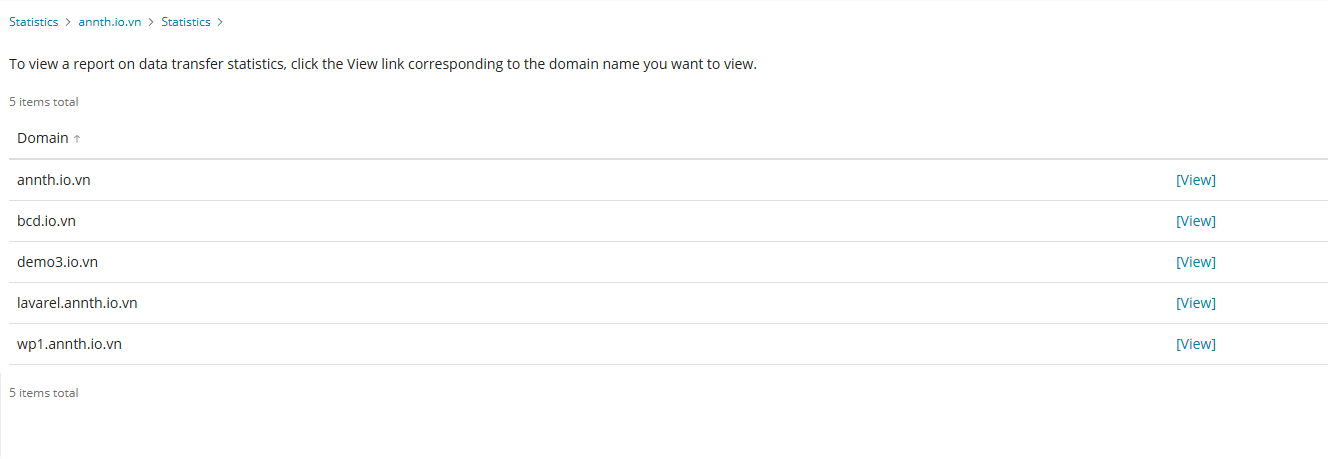 Statistics > annth.io.vn > Statistics >
To view a report on data transfer statistics, click the View link corresponding to the domain name you want to view.
5 items total
Domain ↑
annth.io.vn [View]
bcd.io.vn [View]
demo3.io.vn [View]
lavarel.annth.io.vn [View]
wp1.annth.io.vn [View]
5 items total